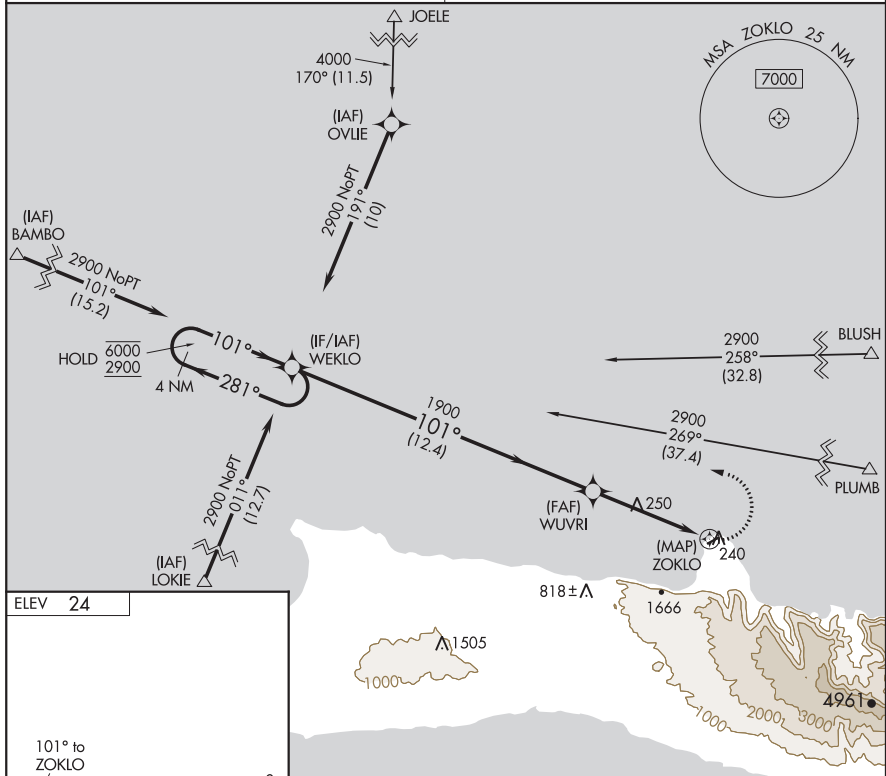 JOELE
4000
170° (11.5)
MSA ZOKLO 25 NM
7000
(IAF)
OVLIE
2900 NoPT
191°
(10)
(IAF)
BAMBO
2900 NoPT
101°
(15.2)
HOLD
6000
2900
4 NM
101°
281°
(IF/IAF)
WEKLO
BLUSH
2900
258°
(32.8)
1900
101°
(12.4)
2900
269°
(37.4)
PLUMB
2900 NoPT
011°
(12.7)
(IAF)
LOKIE
(FAF)
WUVRI
250
(MAP)
ZOKLO
240
818±
1666
1505
1000
4961
1000
2000
3000
ELEV 24
101° to
ZOKLO